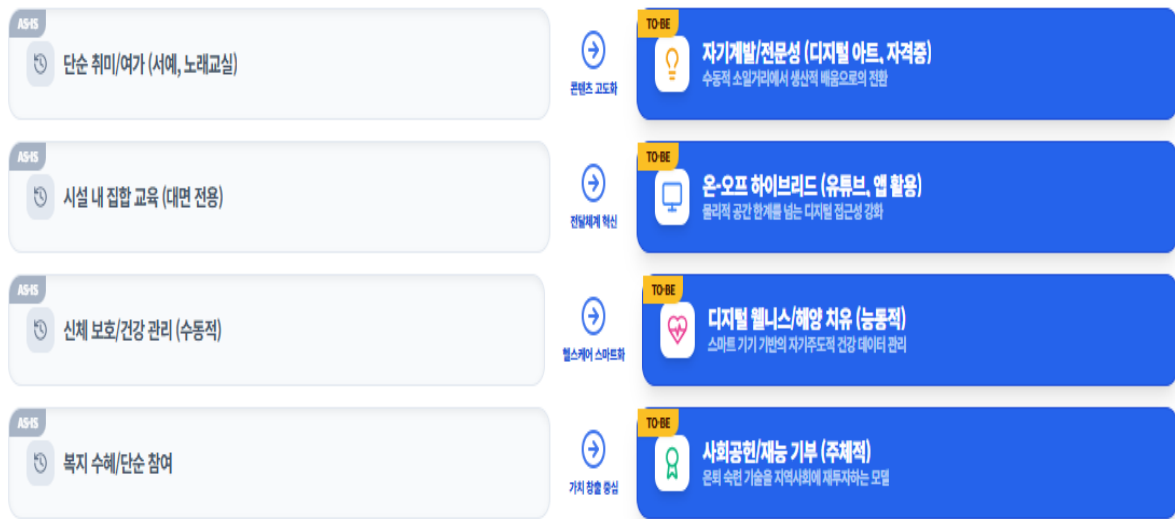 AS-IS
단순 취미/여가 (서예, 노래교실)
콘텐츠 고도화
TO-BE
자기계발/전문성 (디지털 아트, 자격증)
수동적 소일거리에서 생산적 배움으로의 전환
AS-IS
시설 내 집합 교육 (대면 전용)
전달체계 혁신
TO-BE
온-오프 하이브리드 (유튜브, 앱 활용)
물리적 공간 한계를 넘는 디지털 접근성 강화
AS-IS
신체 보호/건강 관리 (수동적)
헬스케어 스마트화
TO-BE
디지털 웰니스/해양 치유 (능동적)
스마트 기기 기반의 자기주도적 건강 데이터 관리
AS-IS
복지 수혜/단순 참여
가치 창출 중심
TO-BE
사회공헌/재능 기부 (주체적)
은퇴 숙련 기술을 지역사회에 재투자하는 모델